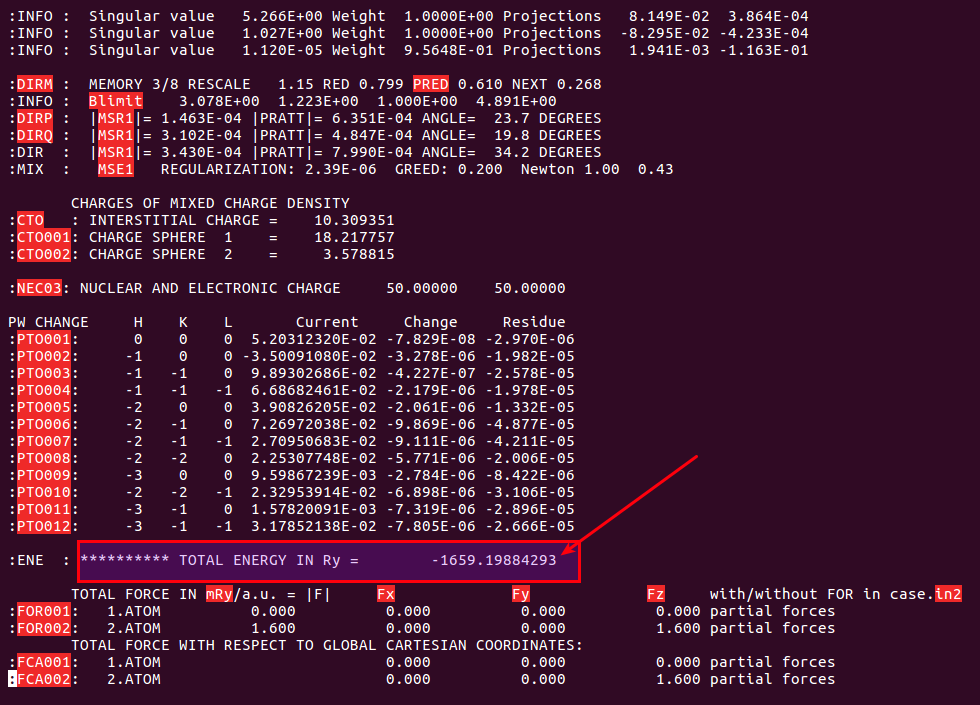 :INFO :  Singular value   5.266E+00 Weight  1.0000E+00 Projections   8.149E-02  3.864E-04
:INFO :  Singular value   1.027E+00 Weight  1.0000E+00 Projections  -8.295E-02 -4.233E-04
:INFO :  Singular value   1.120E-05 Weight  9.5648E-01 Projections   1.941E-03 -1.163E-01
:DIRM :  MEMORY 3/8 RESCALE   1.15 RED 0.799 PRED 0.610 NEXT 0.268
:INFO :  Blimit    3.078E+00  1.223E+00  1.000E+00  4.891E+00
:DIRP :  |MSR1|= 1.463E-04 |PRATT|= 6.351E-04 ANGLE=  23.7 DEGREES
:DIRQ :  |MSR1|= 3.102E-04 |PRATT|= 4.847E-04 ANGLE=  19.8 DEGREES
:DIR  :  |MSR1|= 3.430E-04 |PRATT|= 7.990E-04 ANGLE=  34.2 DEGREES
:MIX  :   MSE1   REGULARIZATION: 2.39E-06  GREED: 0.200  Newton 1.00  0.43
CHARGES OF MIXED CHARGE DENSITY
:CTO   : INTERSTITIAL CHARGE =    10.309351
:CTO001: CHARGE SPHERE  1    =    18.217757
:CTO002: CHARGE SPHERE  2    =     3.578815
:NEC03: NUCLEAR AND ELECTRONIC CHARGE     50.00000    50.00000
PW CHANGE     H    K    L       Current     Change     Residue
:PTO001:      0    0    0  5.20312320E-02 -7.829E-08 -2.970E-06
:PTO002:     -1    0    0 -3.50091080E-02 -3.278E-06 -1.982E-05
:PTO003:     -1   -1    0  9.89302686E-02 -4.227E-07 -2.578E-05
:PTO004:     -1   -1   -1  6.68682461E-02 -2.179E-06 -1.978E-05
:PTO005:     -2    0    0  3.90826205E-02 -2.061E-06 -1.332E-05
:PTO006:     -2   -1    0  7.26972038E-02 -9.869E-06 -4.877E-05
:PTO007:     -2   -1   -1  2.70950683E-02 -9.111E-06 -4.211E-05
:PTO008:     -2   -2    0  2.25307748E-02 -5.771E-06 -2.006E-05
:PTO009:     -3    0    0  9.59867239E-03 -2.784E-06 -8.422E-06
:PTO010:     -2   -2   -1  2.32953914E-02 -6.898E-06 -3.106E-05
:PTO011:     -3   -1    0  1.57820091E-03 -7.319E-06 -2.896E-05
:PTO012:     -3   -1   -1  3.17852138E-02 -7.805E-06 -2.666E-05
:ENE  : ********** TOTAL ENERGY IN Ry =        -1659.19884293
TOTAL FORCE IN mRy/a.u. = |F|     Fx             Fy             Fz     with/without FOR in case.in2
:FOR001:   1.ATOM          0.000          0.000          0.000          0.000 partial forces
:FOR002:   2.ATOM          1.600          0.000          0.000          1.600 partial forces
TOTAL FORCE WITH RESPECT TO GLOBAL CARTESIAN COORDINATES:
:FCA001:   1.ATOM                         0.000          0.000          0.000 partial forces
:FCA002:   2.ATOM                         0.000          0.000          1.600 partial forces